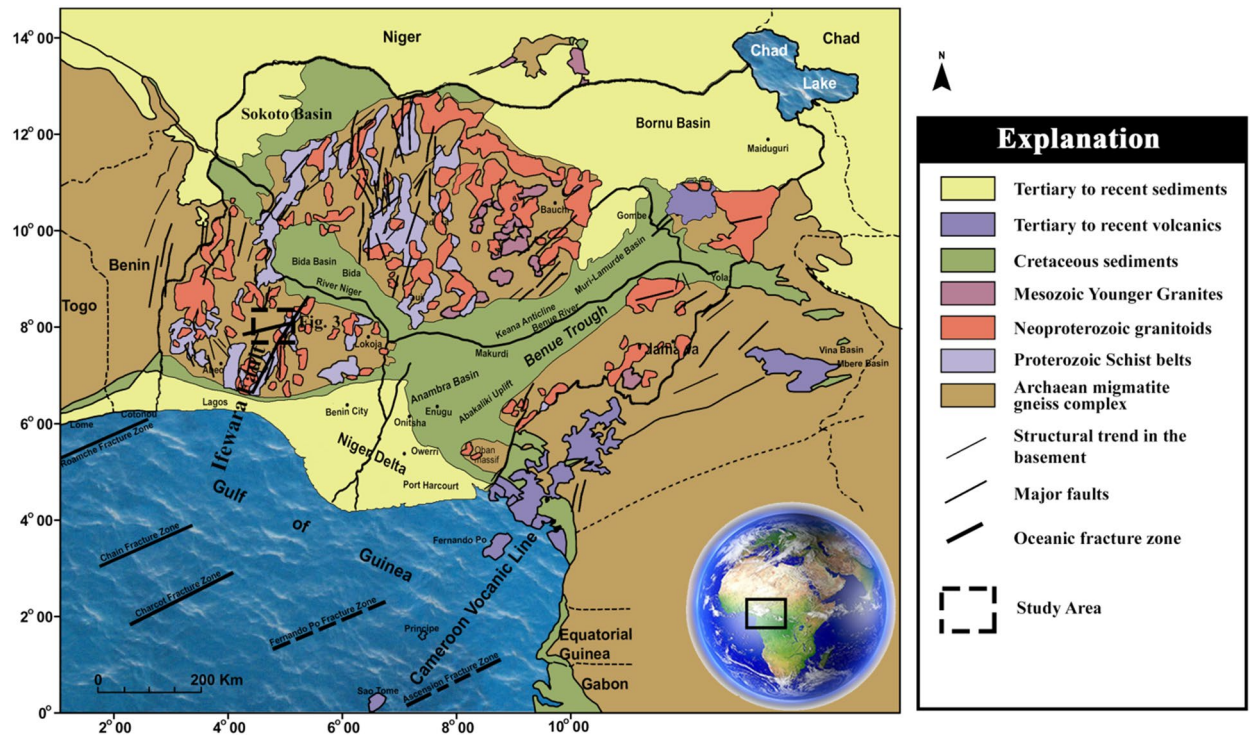 14° 00
12° 00
10° 00
8° 00
6° 00
4° 00
2° 00
0°
2° 00
4° 00
6° 00
8° 00
10° 00
Niger
Chad
Chad
Lake
Sokoto Basin
Bornu Basin
Maiduguri
Bauch
Gombe
Benin
Togo
Bida Basin
Bida
River Niger
Muri-Lamurde Basin
Yola
Keana Anticline
Benue River
Benue Trough
Fig. 3
Lokoja
Makurdi
Vina Basin
Mbere Basin
Anambra Basin
Abakaliki Uplift
Lagos
Benin City
Enugu
Onitsha
Cotonou
Lome
Roamche Fracture Zone
Ifewara Fault
Niger Delta
Owerri
Oban
massif
Port Harcourt
Gulf
of
Guinea
Chain Fracture Zone
Charcot Fracture Zone
Fernando Po
Fernando Po Fracture Zone
Principe
Cameroon Vocanic Line
Ascension Fracture Zone
Sao Tome
Equatorial
Guinea
Gabon
0
200 Km
N
Explanation
Tertiary to recent sediments
Tertiary to recent volcanics
Cretaceous sediments
Mesozoic Younger Granites
Neoproterozoic granitoids
Proterozoic Schist belts
Archaean migmatite
gneiss complex
Structural trend in the
basement
Major faults
Oceanic fracture zone
Study Area